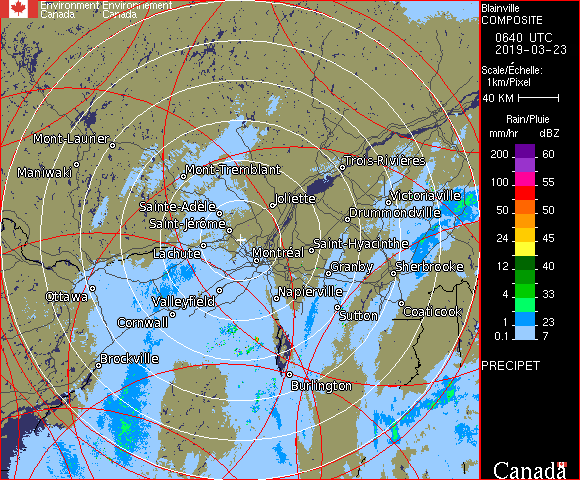 Environment Environnement
Canada Canada
Blainville
COMPOSITE
0640 UTC
2019-03-23
Scale/Échelle:
1km/Pixel
40 KM
Rain/Pluie
mm/hr dBZ
200 60
100 55
50 50
24 45
12 40
4 33
1 23
0.1 7
PRECIPET
Mont-Laurier
Maniwaki
Mont-Tremblant
Trois-Rivières
Sainte-Adèle
Joliette
Victoriaville
Drummondville
Saint-Jérôme
Lachute
Montréal
Saint-Hyacinthe
Granby
Sherbrooke
Ottawa
Valleyfield
Napierville
Cornwall
Sutton
Coaticook
Brockville
Burlington
Canada